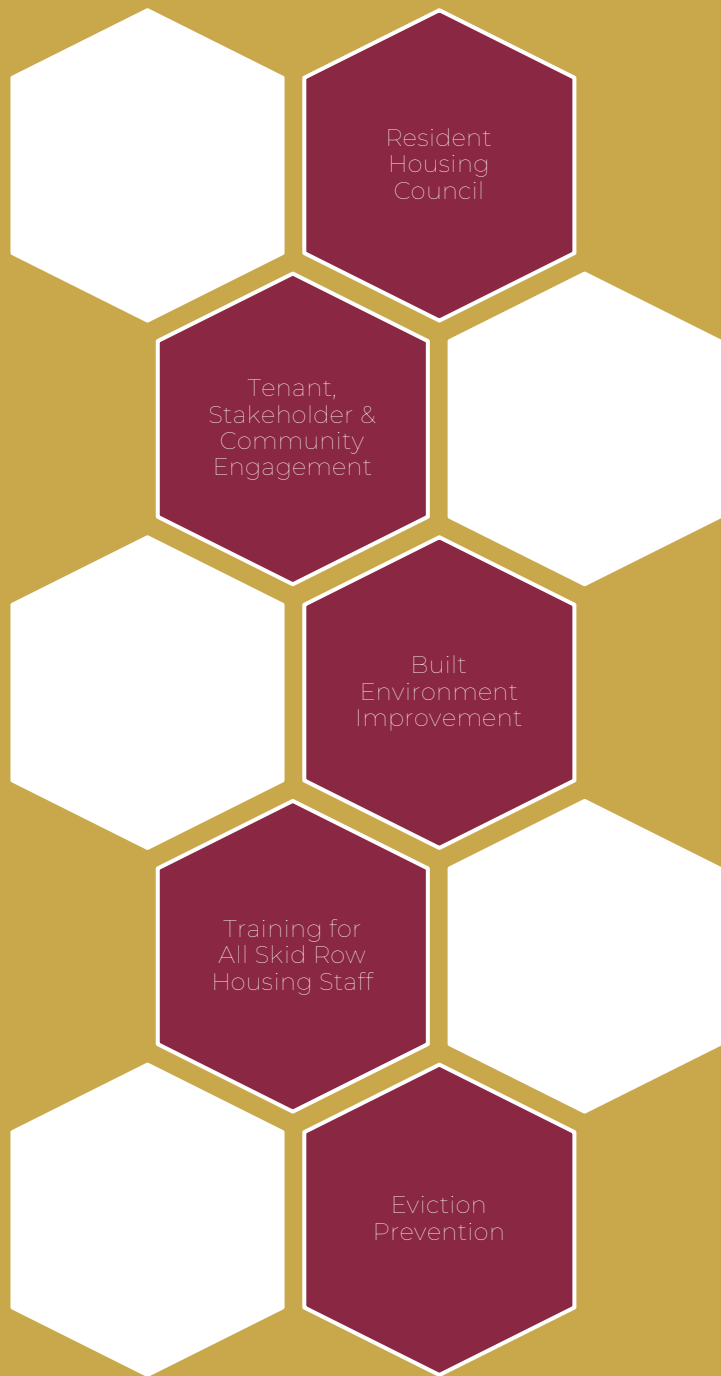 Resident
Housing
Council
Tenant,
Stakeholder &
Community
Engagement
Built
Environment
Improvement
Training for
All Skid Row
Housing Staff
Eviction
Prevention